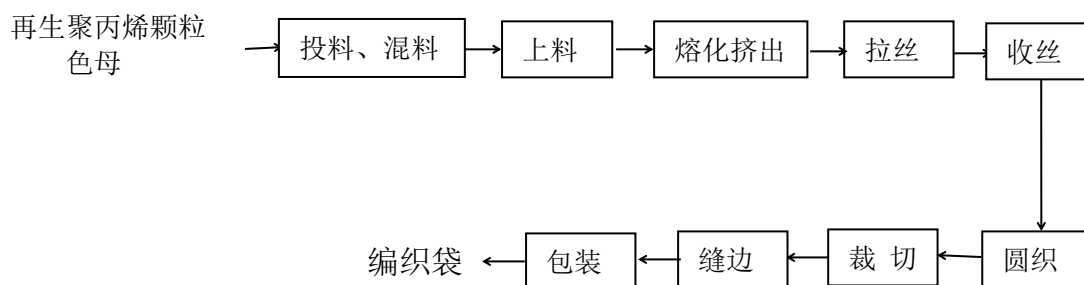 再生聚丙烯颗粒
色母
投料、混料
上料
熔化挤出
拉丝
收丝
圆织
裁 切
缝边
包装
编织袋